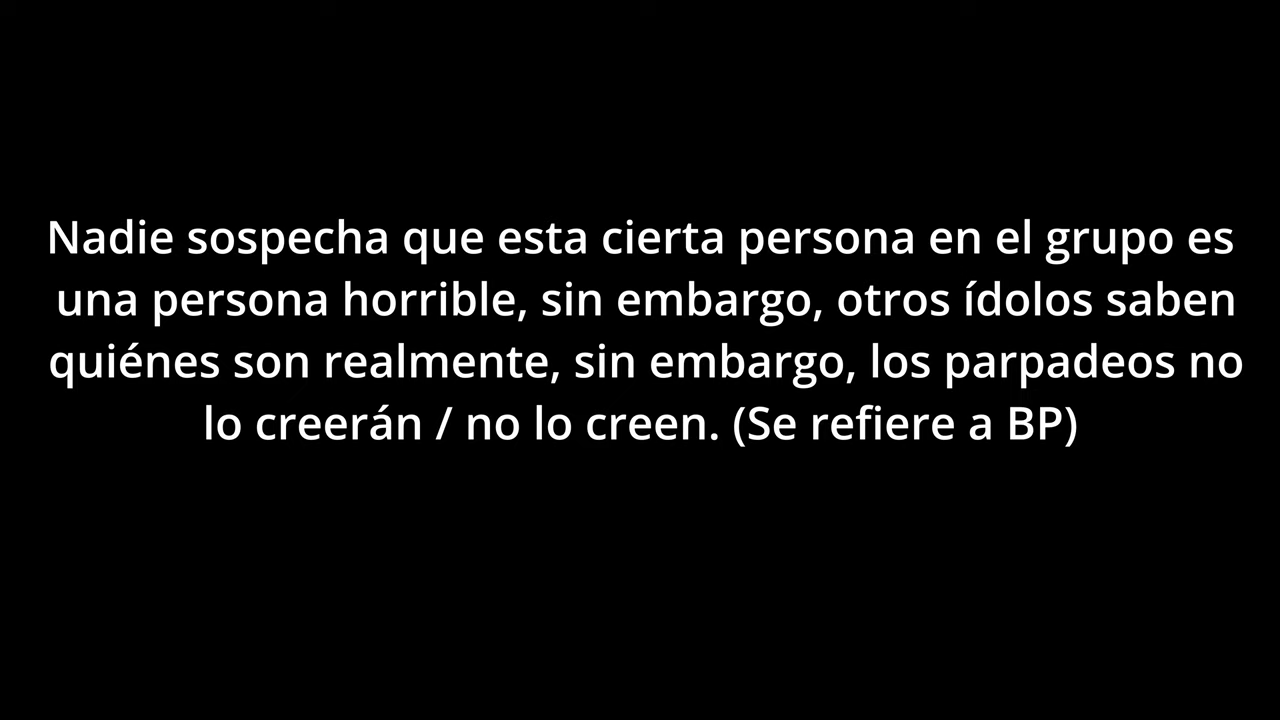 Nadie sospecha que esta cierta persona en el grupo es
una persona horrible, sin embargo, otros ídolos saben
quiénes son realmente, sin embargo, los parpadeos no
lo creerán / no lo creen. (Se refiere a BP)